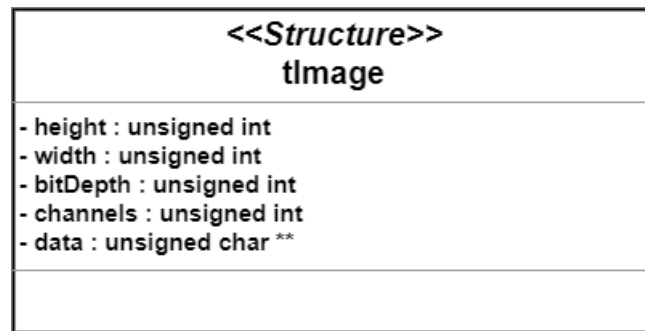 <<Structure>>
tImage
- height : unsigned int
- width : unsigned int
- bitDepth : unsigned int
- channels : unsigned int
- data : unsigned char **